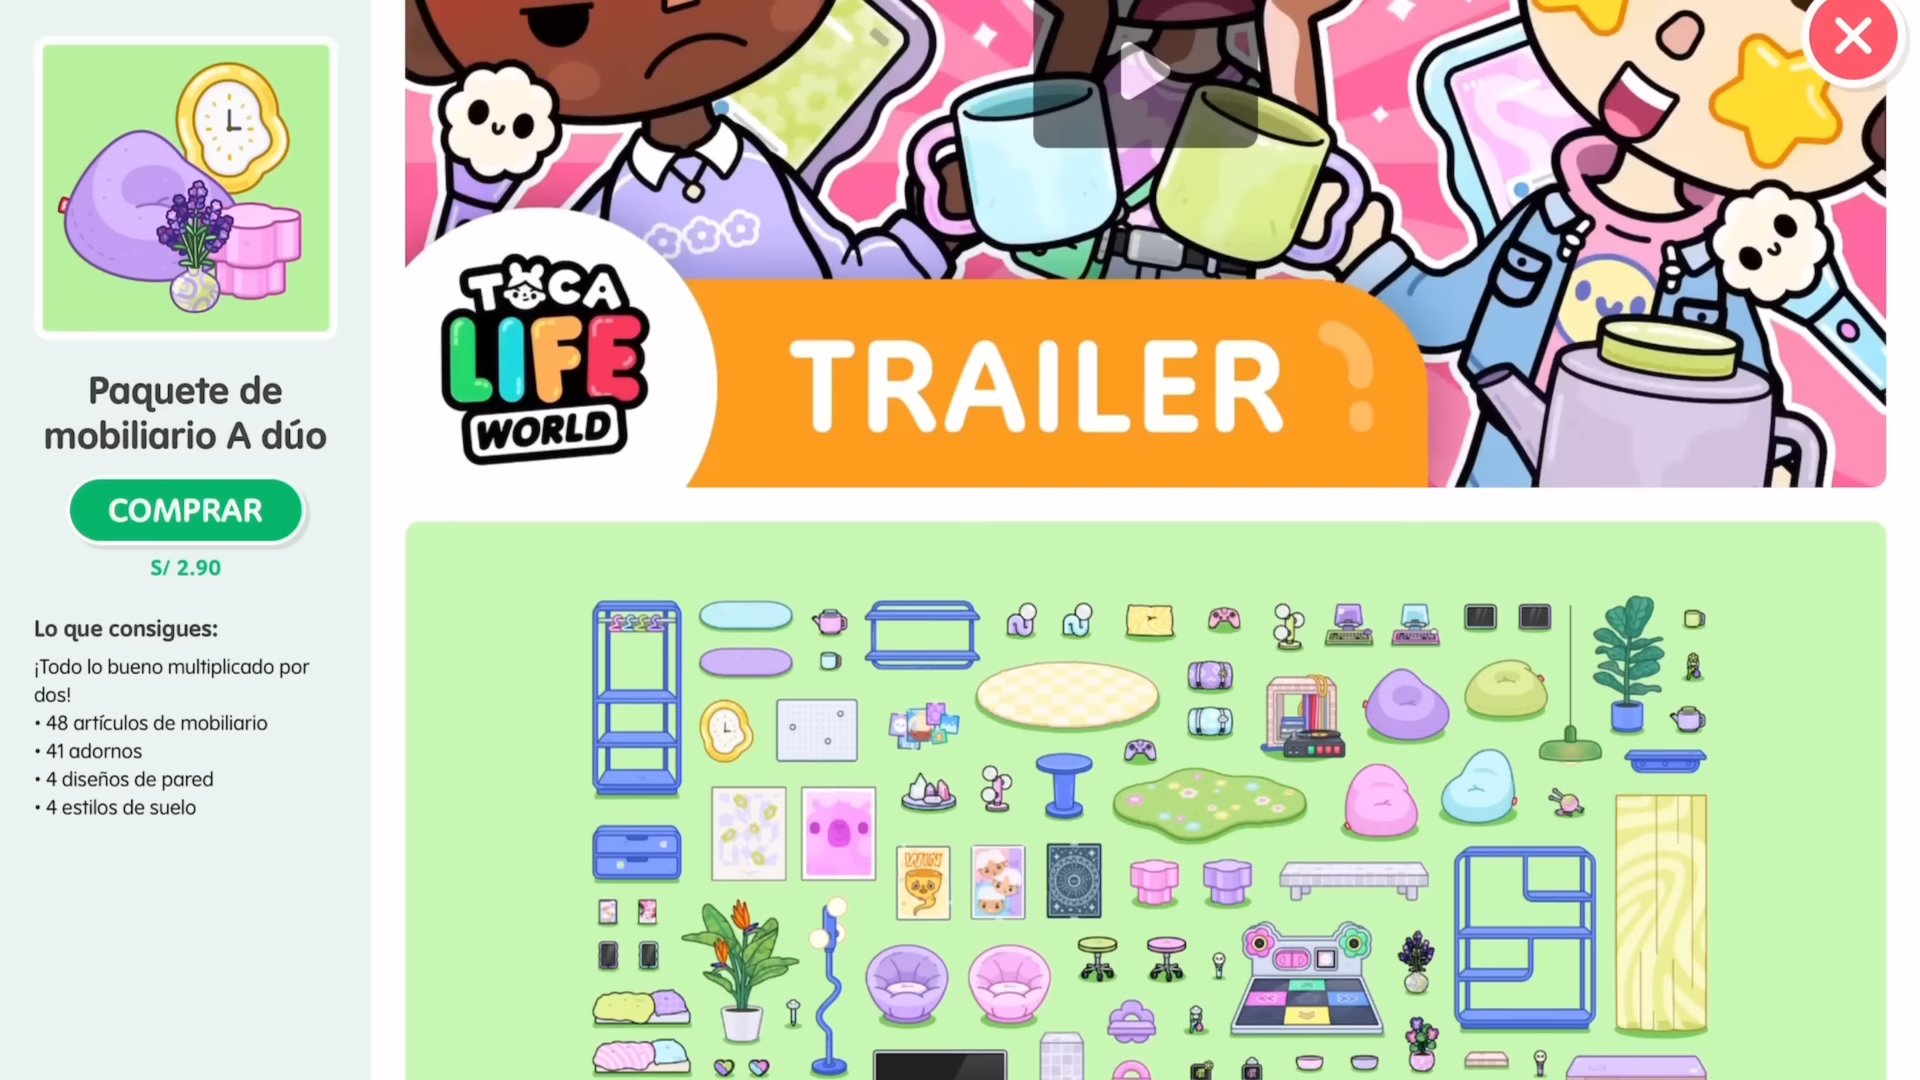 Paquete de
mobiliario A dúo
COMPRAR
S/ 2.90
Lo que consigues:
¡Todo lo bueno multiplicado por
dos!
• 48 artículos de mobiliario
• 41 adornos
• 4 diseños de pared
• 4 estilos de suelo
TOCA
LIFE
WORLD
TRAILER
WIN